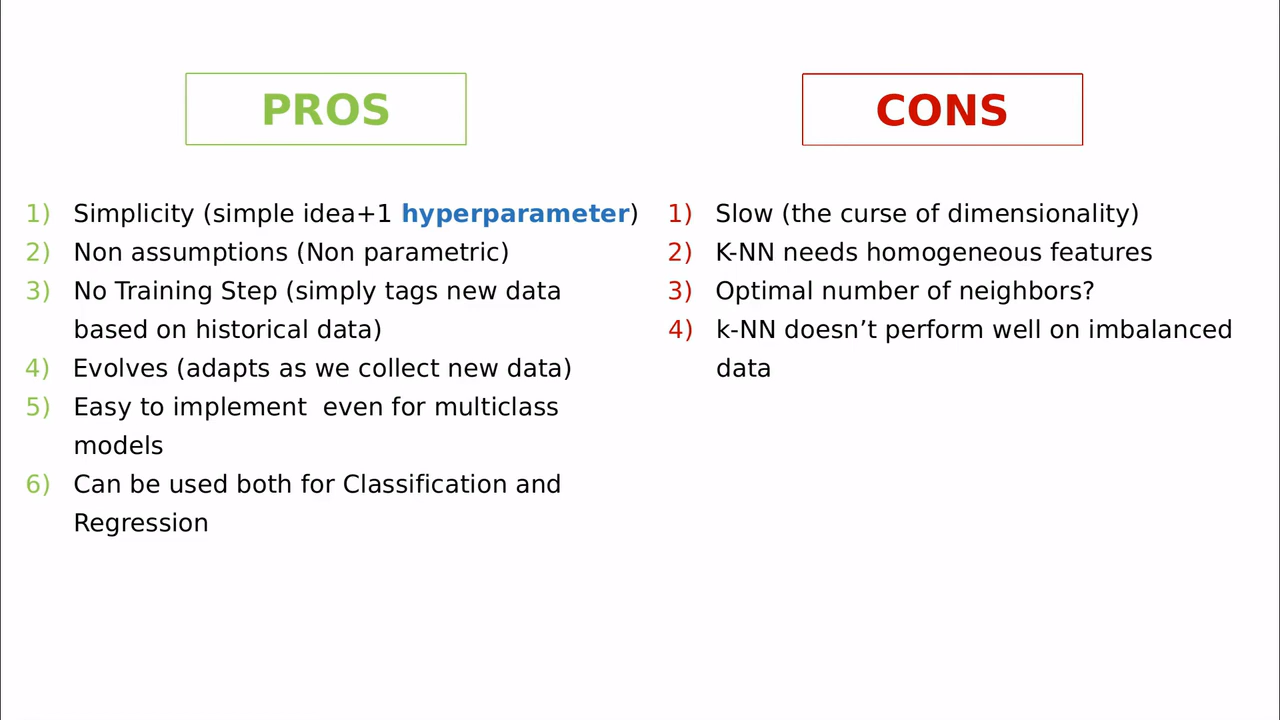 PROS
1) Simplicity (simple idea+1 hyperparameter)
2) Non assumptions (Non parametric)
3) No Training Step (simply tags new data
based on historical data)
4) Evolves (adapts as we collect new data)
5) Easy to implement  even for multiclass
models
6) Can be used both for Classification and
Regression
CONS
1) Slow (the curse of dimensionality)
2) K-NN needs homogeneous features
3) Optimal number of neighbors?
4) k-NN doesn’t perform well on imbalanced
data